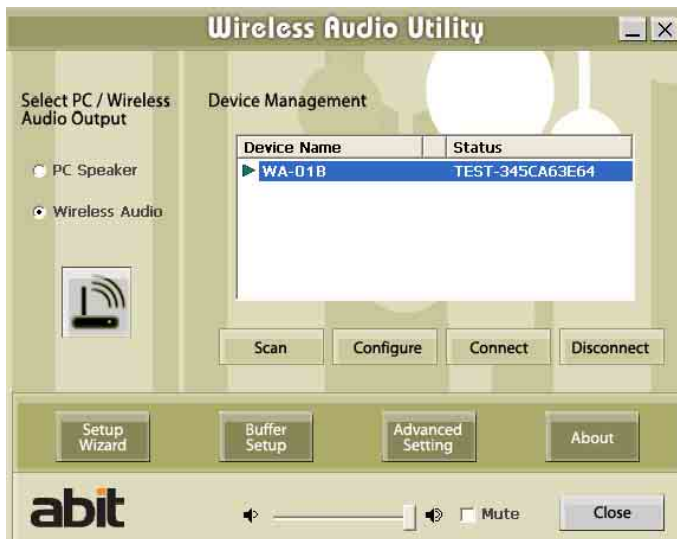 Wireless Audio Utility
Select PC / Wireless
Audio Output
PC Speaker
Wireless Audio
Device Management
Device Name Status
WA-01B TEST-345CA63E64
Scan Configure Connect Disconnect
Setup
Wizard
Buffer
Setup
Advanced
Setting
About
abit
Mute
Close